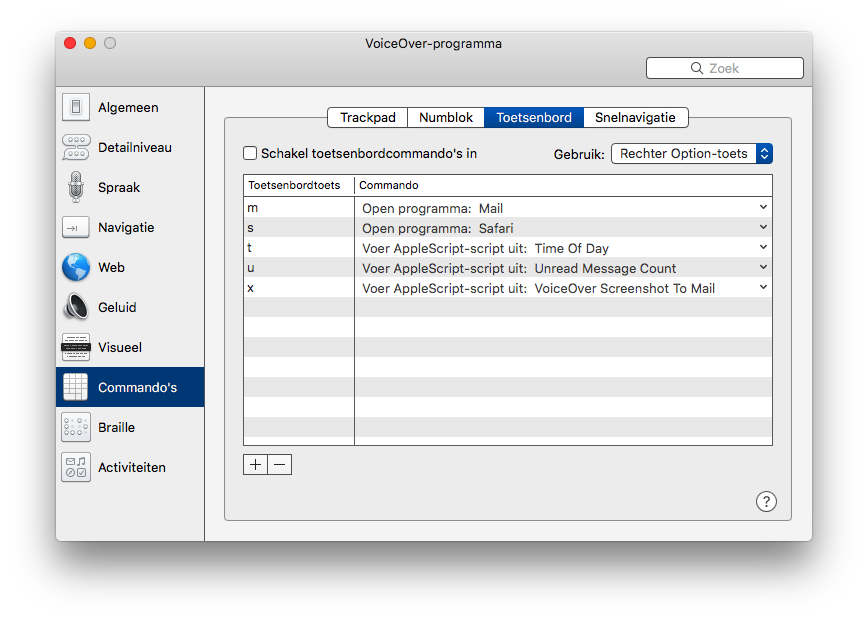 VoiceOver-programma
Zoek
Algemeen
Detailniveau
Spraak
Navigatie
Web
Geluid
Visueel
Commando's
Braille
Activiteiten
Trackpad Numblok Toetsenbord Snelnavigatie
Schakel toetsenbordcommando's in Gebruik: Rechter Option-toets
Toetsenbordtoets Commando
m Open programma: Mail
s Open programma: Safari
t Voer AppleScript-script uit: Time Of Day
u Voer AppleScript-script uit: Unread Message Count
x Voer AppleScript-script uit: VoiceOver Screenshot To Mail
+ −
?